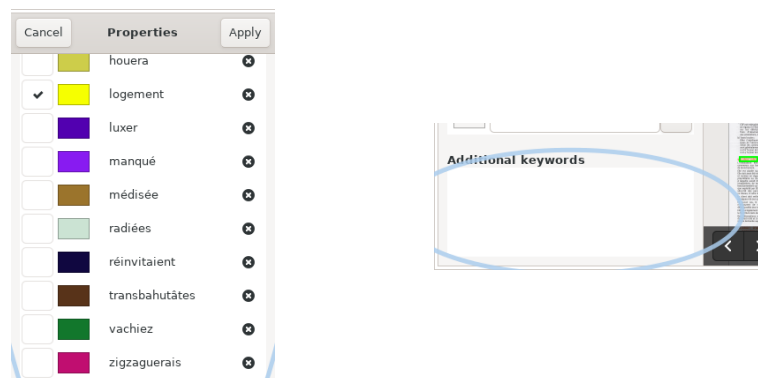 Cancel Properties Apply
houera
logement
luxer
manqué
médisée
radiées
réinvitaient
transbahutâtes
vachiez
zigzaguerais
Additional keywords